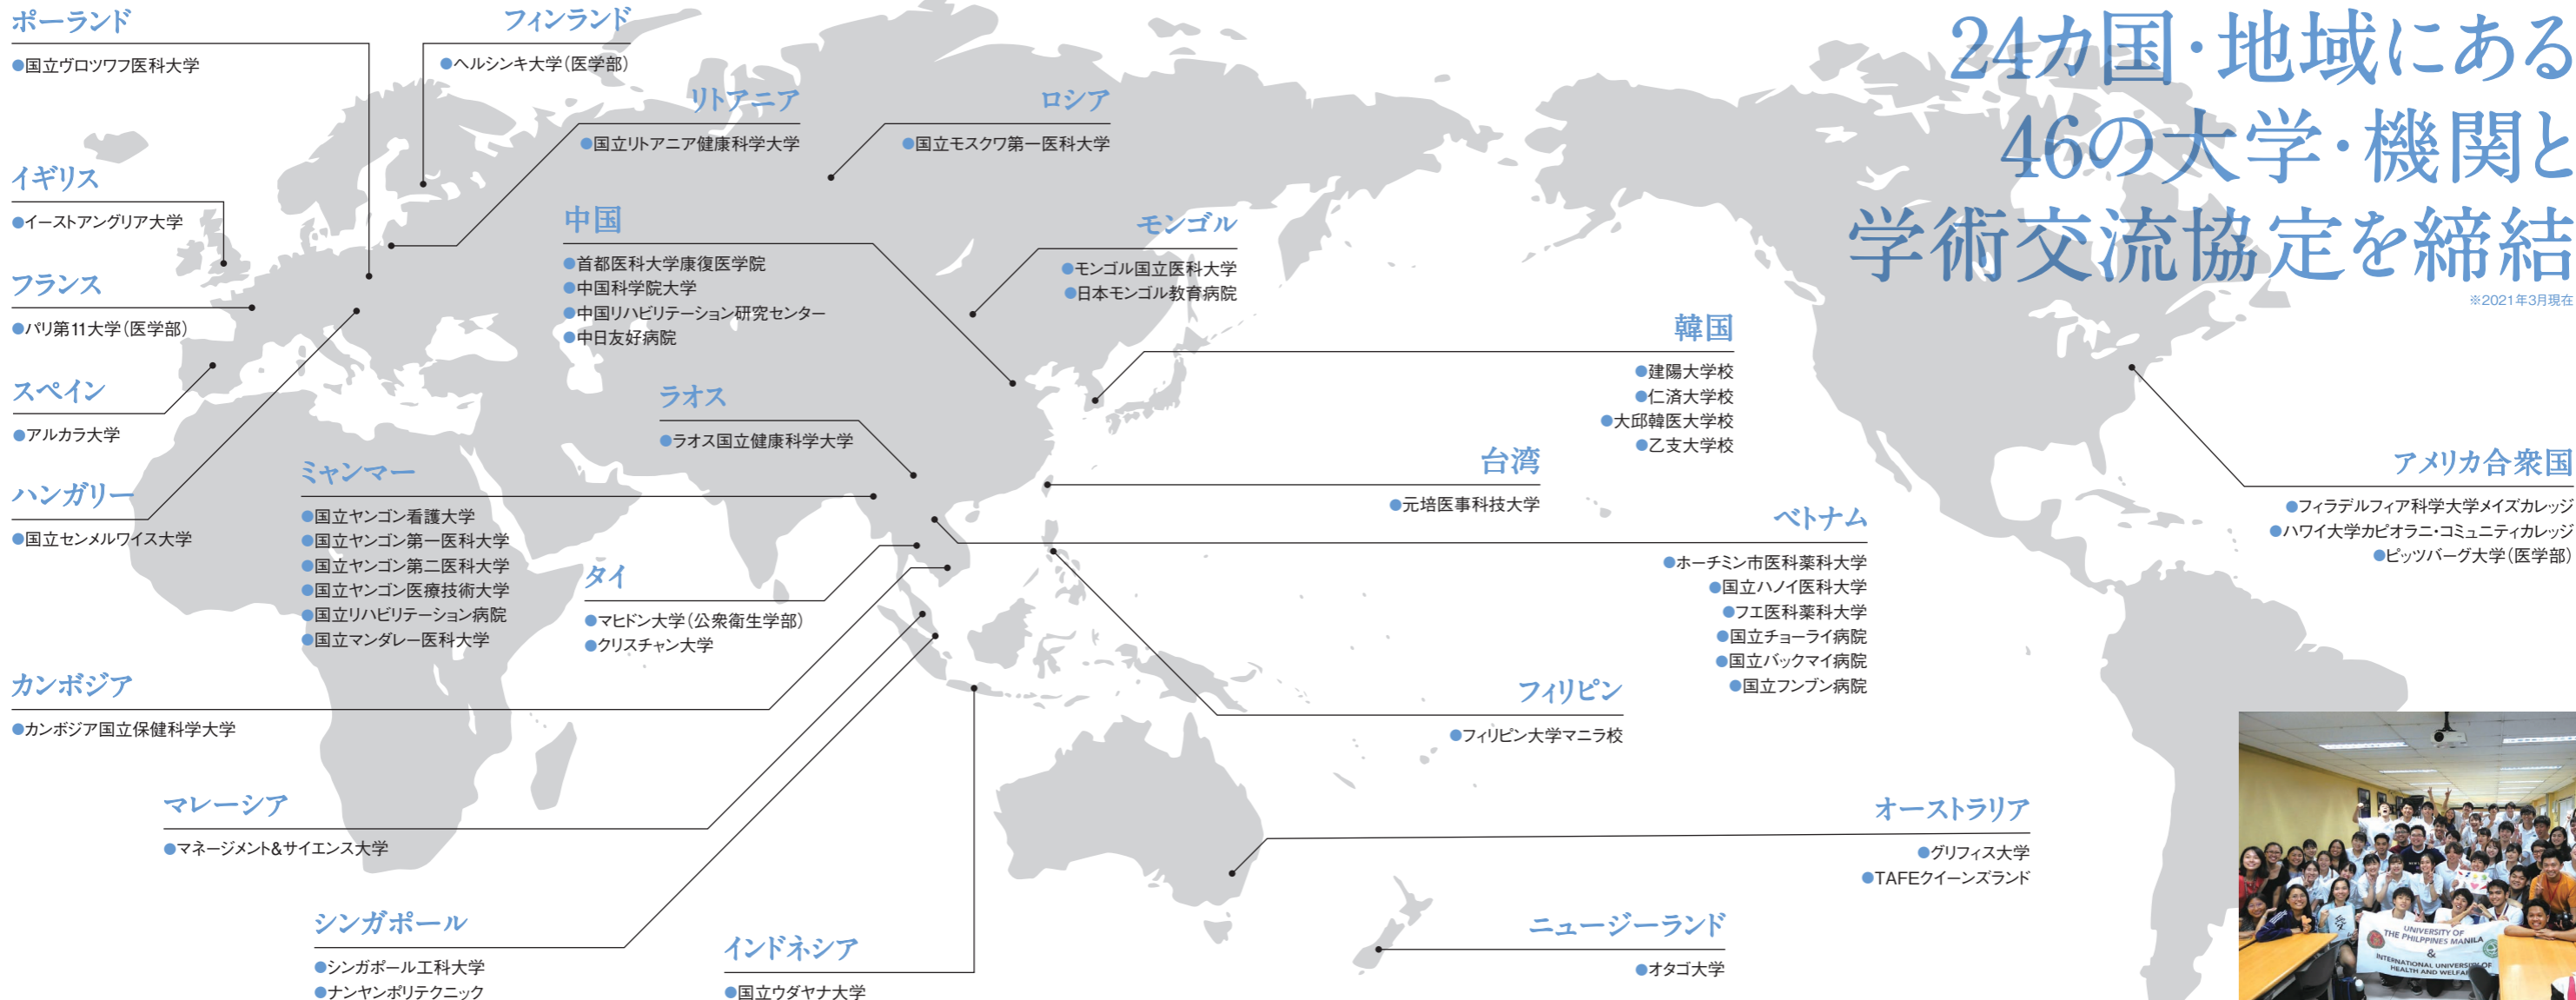 24カ国・地域にある
46の大学・機関と
学術交流協定を締結
※2021年3月現在
ポーランド
●国立ヴロツワフ医科大学
フィンランド
●ヘルシンキ大学(医学部)
リトアニア
●国立リトアニア健康科学大学
ロシア
●国立モスクワ第一医科大学
イギリス
●イーストアングリア大学
フランス
●パリ第11大学(医学部)
スペイン
●アルカラ大学
ハンガリー
●国立センメルワイス大学
中国
●首都医科大学康復医学院
●中国科学院大学
●中国リハビリテーション研究センター
●中日友好病院
モンゴル
●モンゴル国立医科大学
●日本モンゴル教育病院
韓国
●建陽大学校
●仁済大学校
●大邱韓医大学校
●乙支大学校
ラオス
●ラオス国立健康科学大学
台湾
●元培医事科技大学
アメリカ合衆国
●フィラデルフィア科学大学メイズカレッジ
●ハワイ大学カピオラニ・コミュニティカレッジ
●ピッツバーグ大学(医学部)
ミャンマー
●国立ヤンゴン看護大学
●国立ヤンゴン第一医科大学
●国立ヤンゴン第二医科大学
●国立ヤンゴン医療技術大学
●国立リハビリテーション病院
●国立マンダレー医科大学
タイ
●マヒドン大学(公衆衛生学部)
●クリスチャン大学
ベトナム
●ホーチミン市医科薬科大学
●国立ハノイ医科大学
●フエ医科薬科大学
●国立チョーライ病院
●国立バックマイ病院
●国立フンブン病院
カンボジア
●カンボジア国立保健科学大学
フィリピン
●フィリピン大学マニラ校
マレーシア
●マネージメント&サイエンス大学
オーストラリア
●グリフィス大学
●TAFEクイーンズランド
シンガポール
●シンガポール工科大学
●ナンヤンポリテクニック
インドネシア
●国立ウダヤナ大学
ニュージーランド
●オタゴ大学
UNIVERSITY OF
THE PHILIPPINES MANILA
&
INTERNATIONAL UNIVERSITY OF
HEALTH AND WELFARE